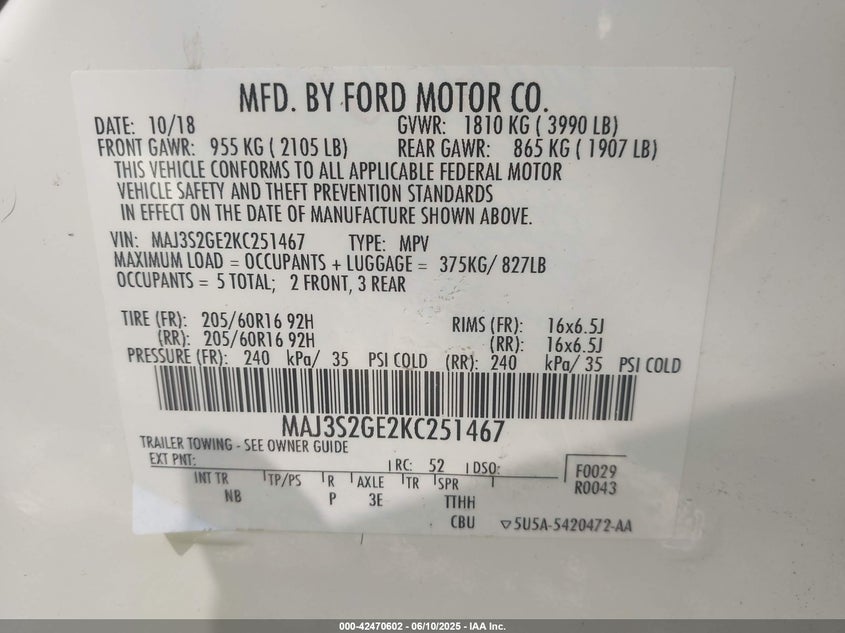 MFD. BY FORD MOTOR CO.
DATE: 10/18 GVWR: 1810 KG ( 3990 LB)
FRONT GAWR: 955 KG ( 2105 LB) REAR GAWR: 865 KG ( 1907 LB)
THIS VEHICLE CONFORMS TO ALL APPLICABLE FEDERAL MOTOR
VEHICLE SAFETY AND THEFT PREVENTION STANDARDS
IN EFFECT ON THE DATE OF MANUFACTURE SHOWN ABOVE.
VIN: MAJ3S2GE2KC251467 TYPE: MPV
MAXIMUM LOAD = OCCUPANTS + LUGGAGE = 375KG/ 827LB
OCCUPANTS = 5 TOTAL; 2 FRONT, 3 REAR
TIRE (FR): 205/60R16 92H RIMS (FR): 16x6.5J
(RR): 205/60R16 92H (RR): 16x6.5J
PRESSURE (FR): 240 kPa/ 35 PSI COLD (RR): 240 kPa/ 35 PSI COLD
MAJ3S2GE2KC251467
TRAILER TOWING - SEE OWNER GUIDE
EXT PNT: RC: 52 DSO: F0029
INT TR TP/PS R AXLE TR SPR R0043
NB P 3E TTHH
CBU ▽5U5A-5420472-AA
000-42470602 - 06/10/2025 - IAA Inc.